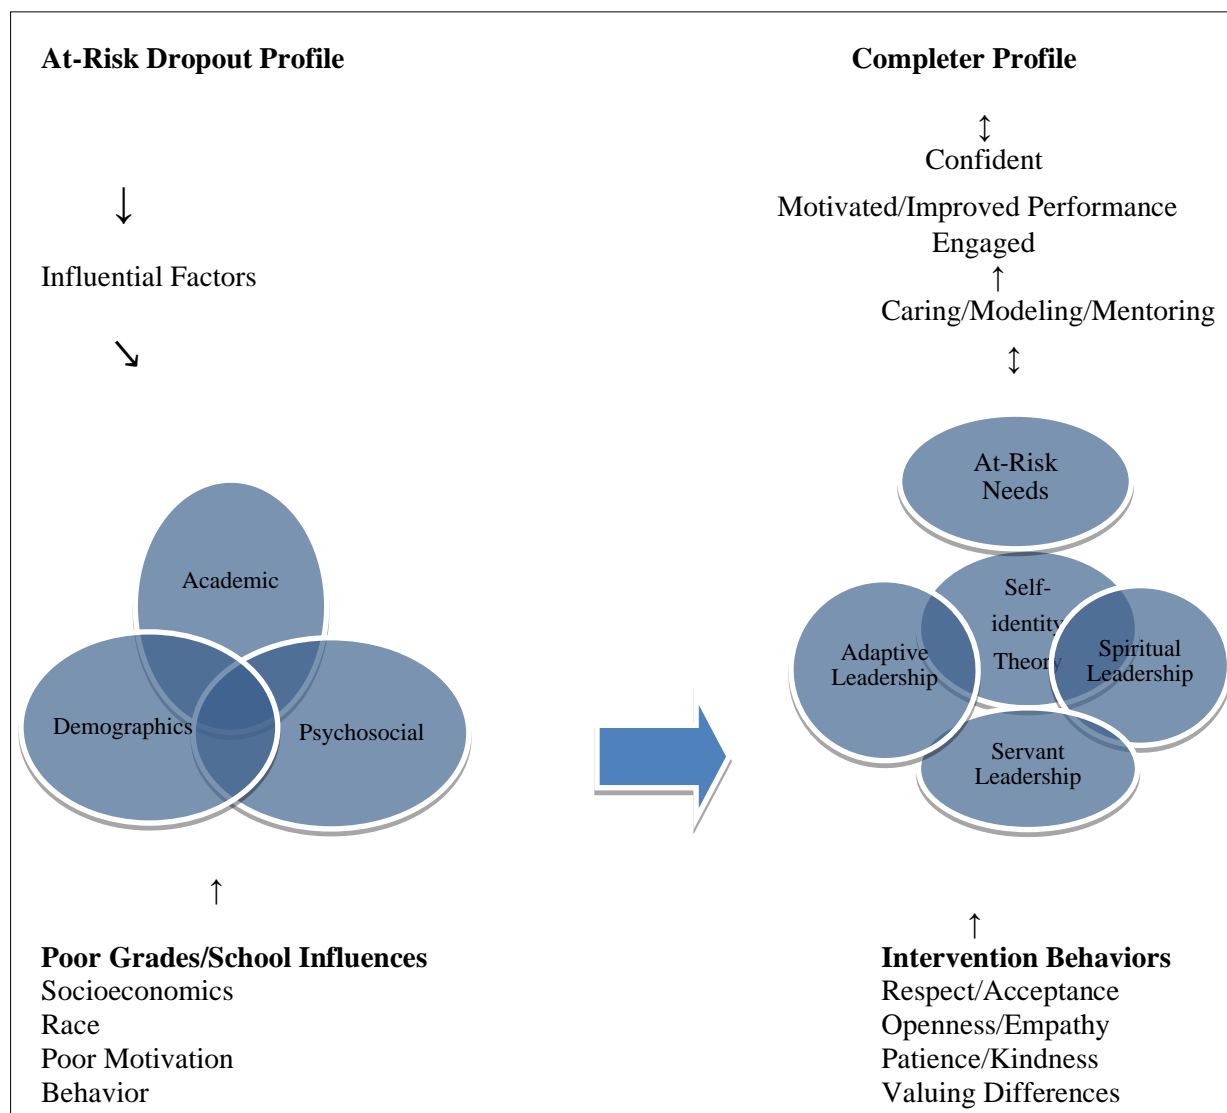 At-Risk Dropout Profile
↓
Influential Factors
↘
Academic
Demographics
Psychosocial
↑
Poor Grades/School Influences
Socioeconomics
Race
Poor Motivation
Behavior
Completer Profile
↕
Confident
Motivated/Improved Performance
Engaged
↑
Caring/Modeling/Mentoring
↕
At-Risk
Needs
Self-
identity
Theory
Adaptive
Leadership
Spiritual
Leadership
Servant
Leadership
↑
Intervention Behaviors
Respect/Acceptance
Openness/Empathy
Patience/Kindness
Valuing Differences